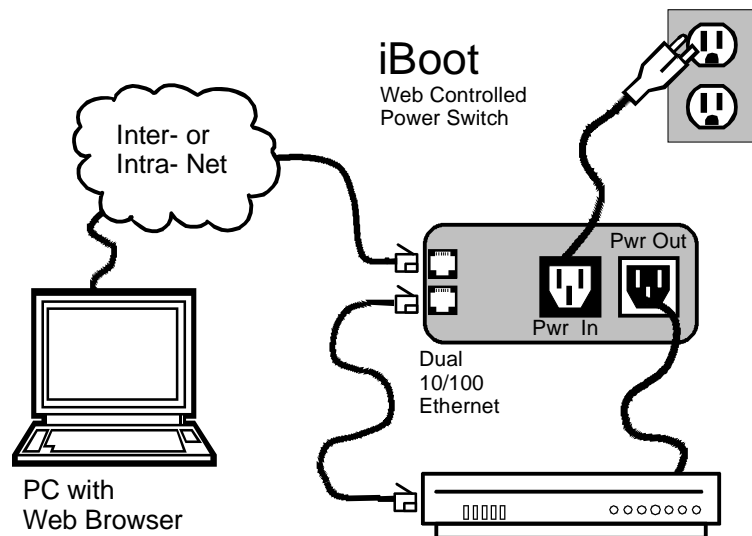 iBoot
Web Controlled
Power Switch
Inter- or
Intra- Net
Pwr Out
Pwr In
Dual
10/100
Ethernet
PC with
Web Browser